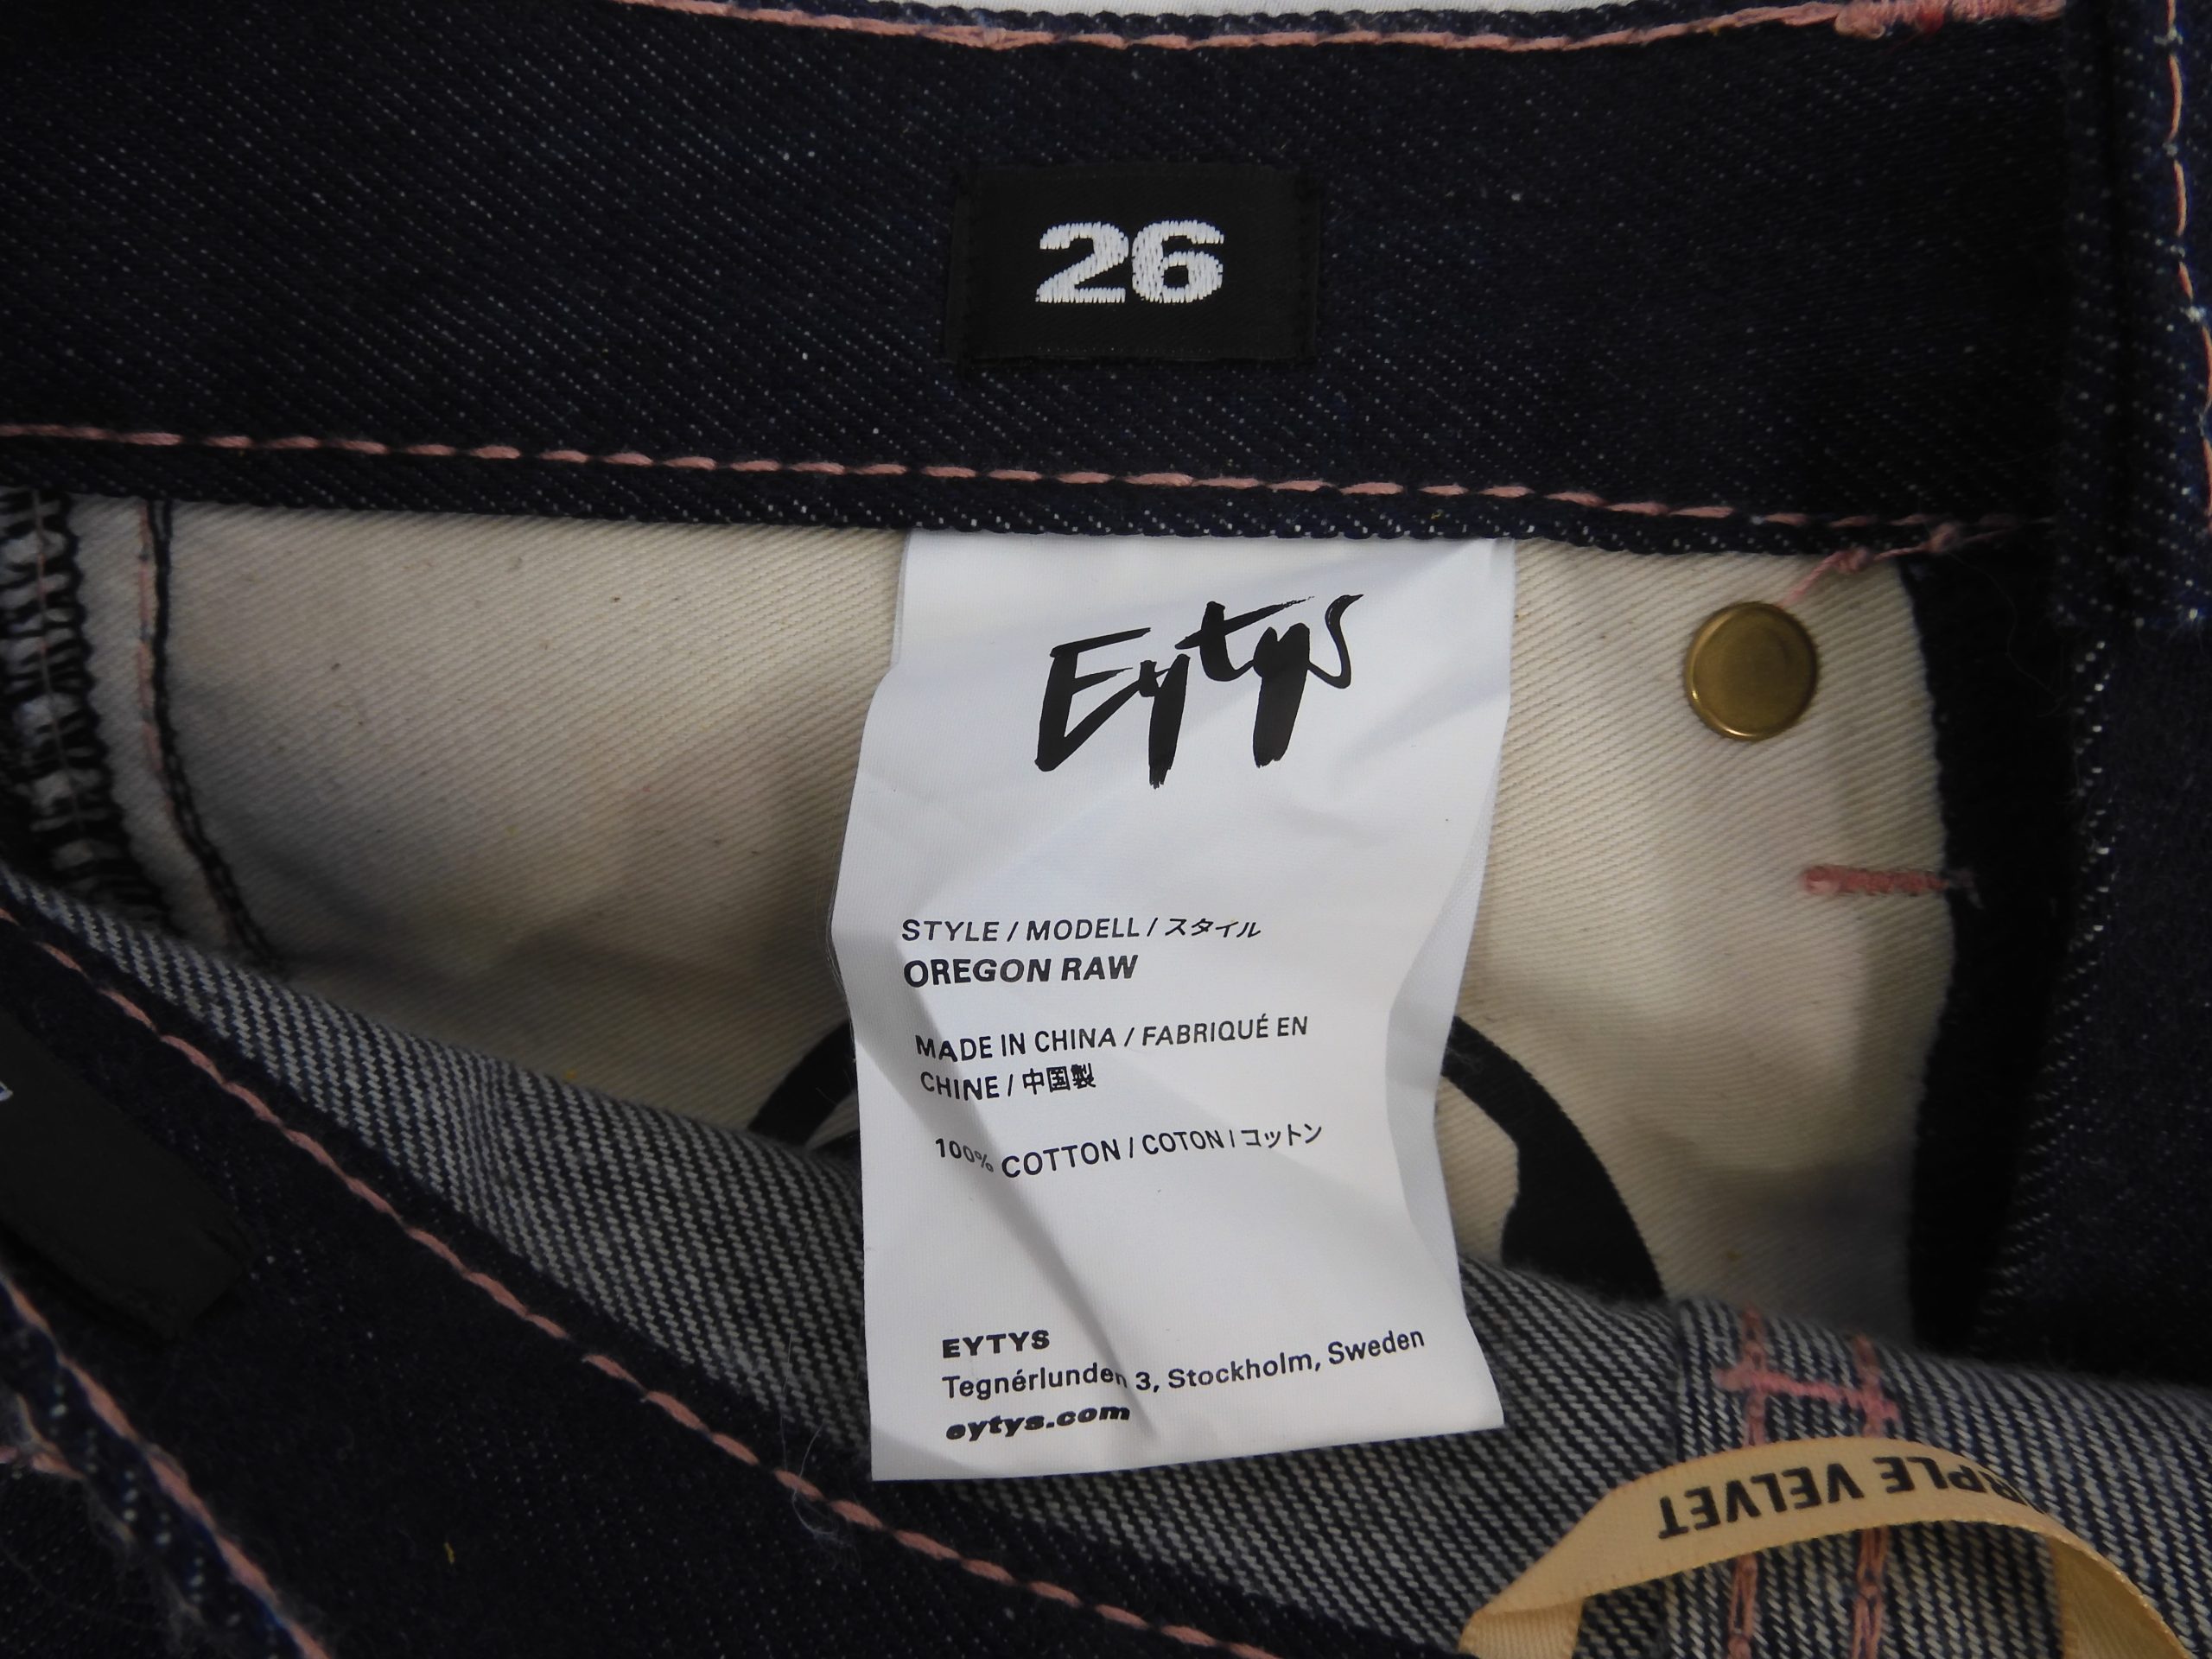 26
Eytys
STYLE / MODELL / スタイル
OREGON RAW
MADE IN CHINA / FABRIQUÉ EN
CHINE / 中国製
100% COTTON / COTON / コットン
EYTYS
Tegnérlunden 3, Stockholm, Sweden
eytys.com
VELVET